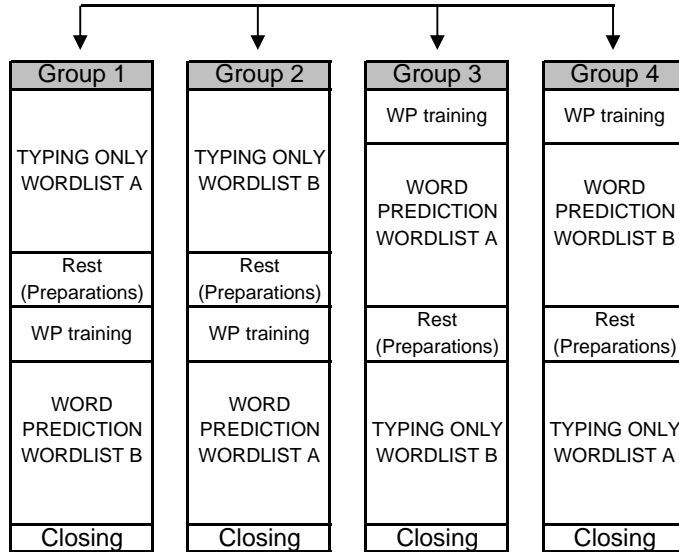 Group 1
TYPING ONLY
WORDLIST A
Rest
(Preparations)
WP training
WORD
PREDICTION
WORDLIST B
Closing
Group 2
TYPING ONLY
WORDLIST B
Rest
(Preparations)
WP training
WORD
PREDICTION
WORDLIST A
Closing
Group 3
WP training
WORD
PREDICTION
WORDLIST A
Rest
(Preparations)
TYPING ONLY
WORDLIST B
Closing
Group 4
WP training
WORD
PREDICTION
WORDLIST B
Rest
(Preparations)
TYPING ONLY
WORDLIST A
Closing